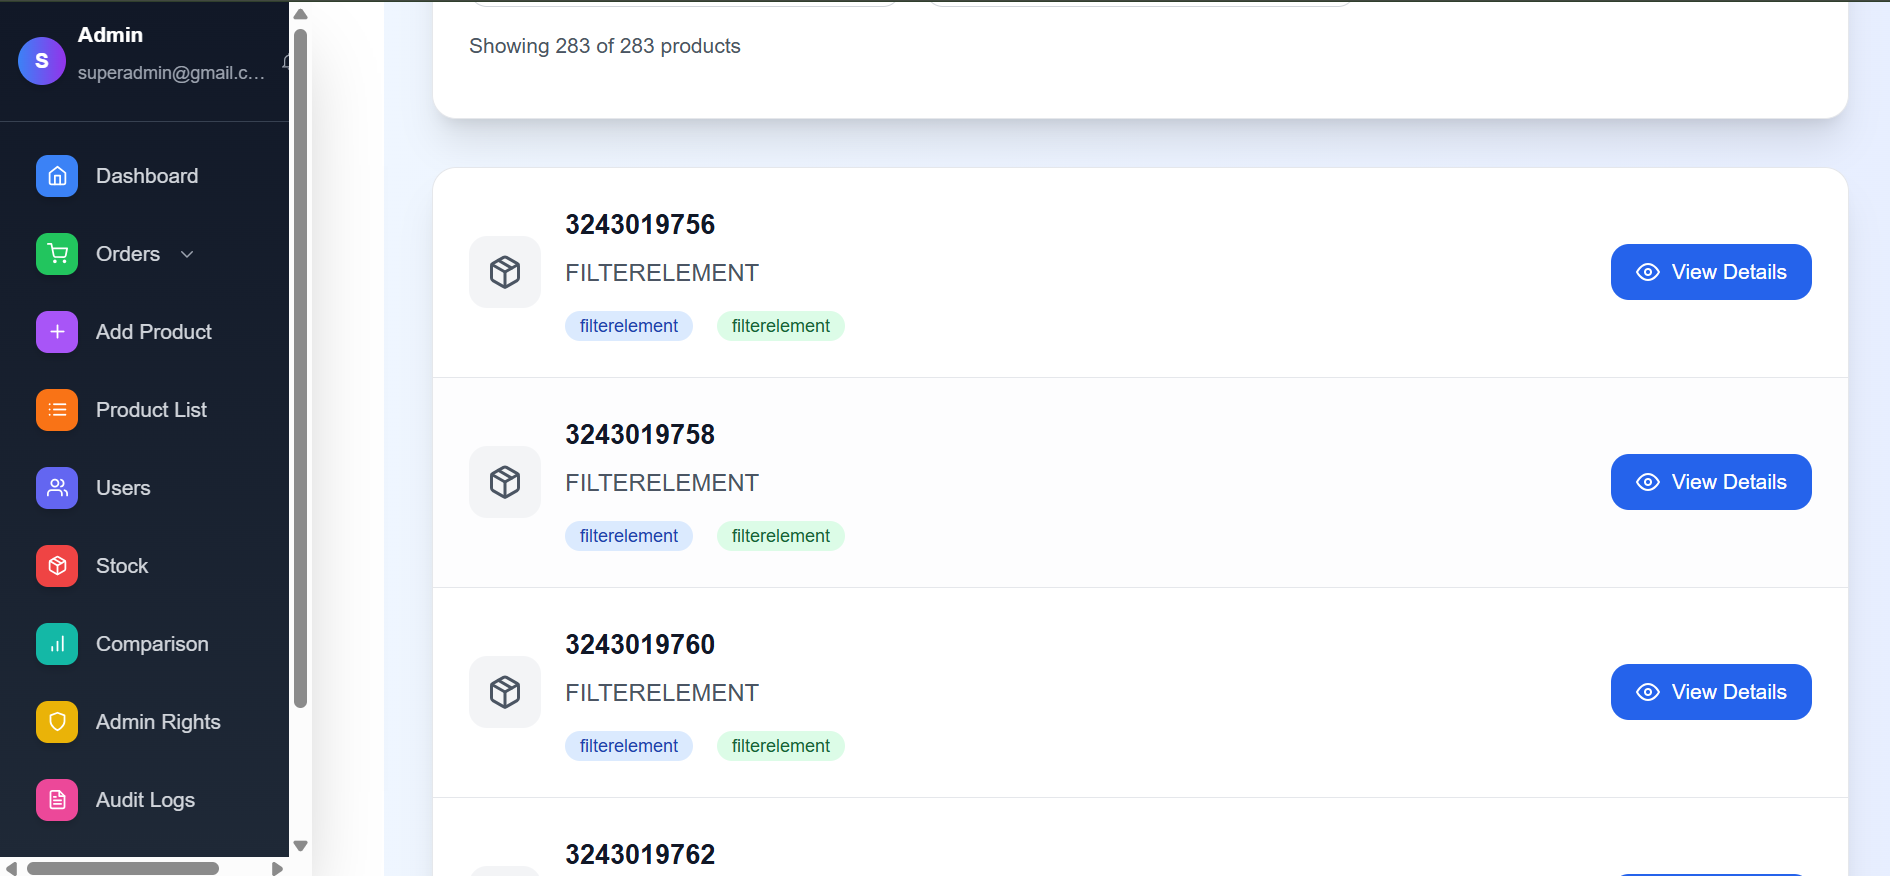 S
Admin
superadmin@gmail.c...
Dashboard
Orders
Add Product
Product List
Users
Stock
Comparison
Admin Rights
Audit Logs
Showing 283 of 283 products
3243019756
FILTERELEMENT
filterelement filterelement
View Details
3243019758
FILTERELEMENT
filterelement filterelement
View Details
3243019760
FILTERELEMENT
filterelement filterelement
View Details
3243019762